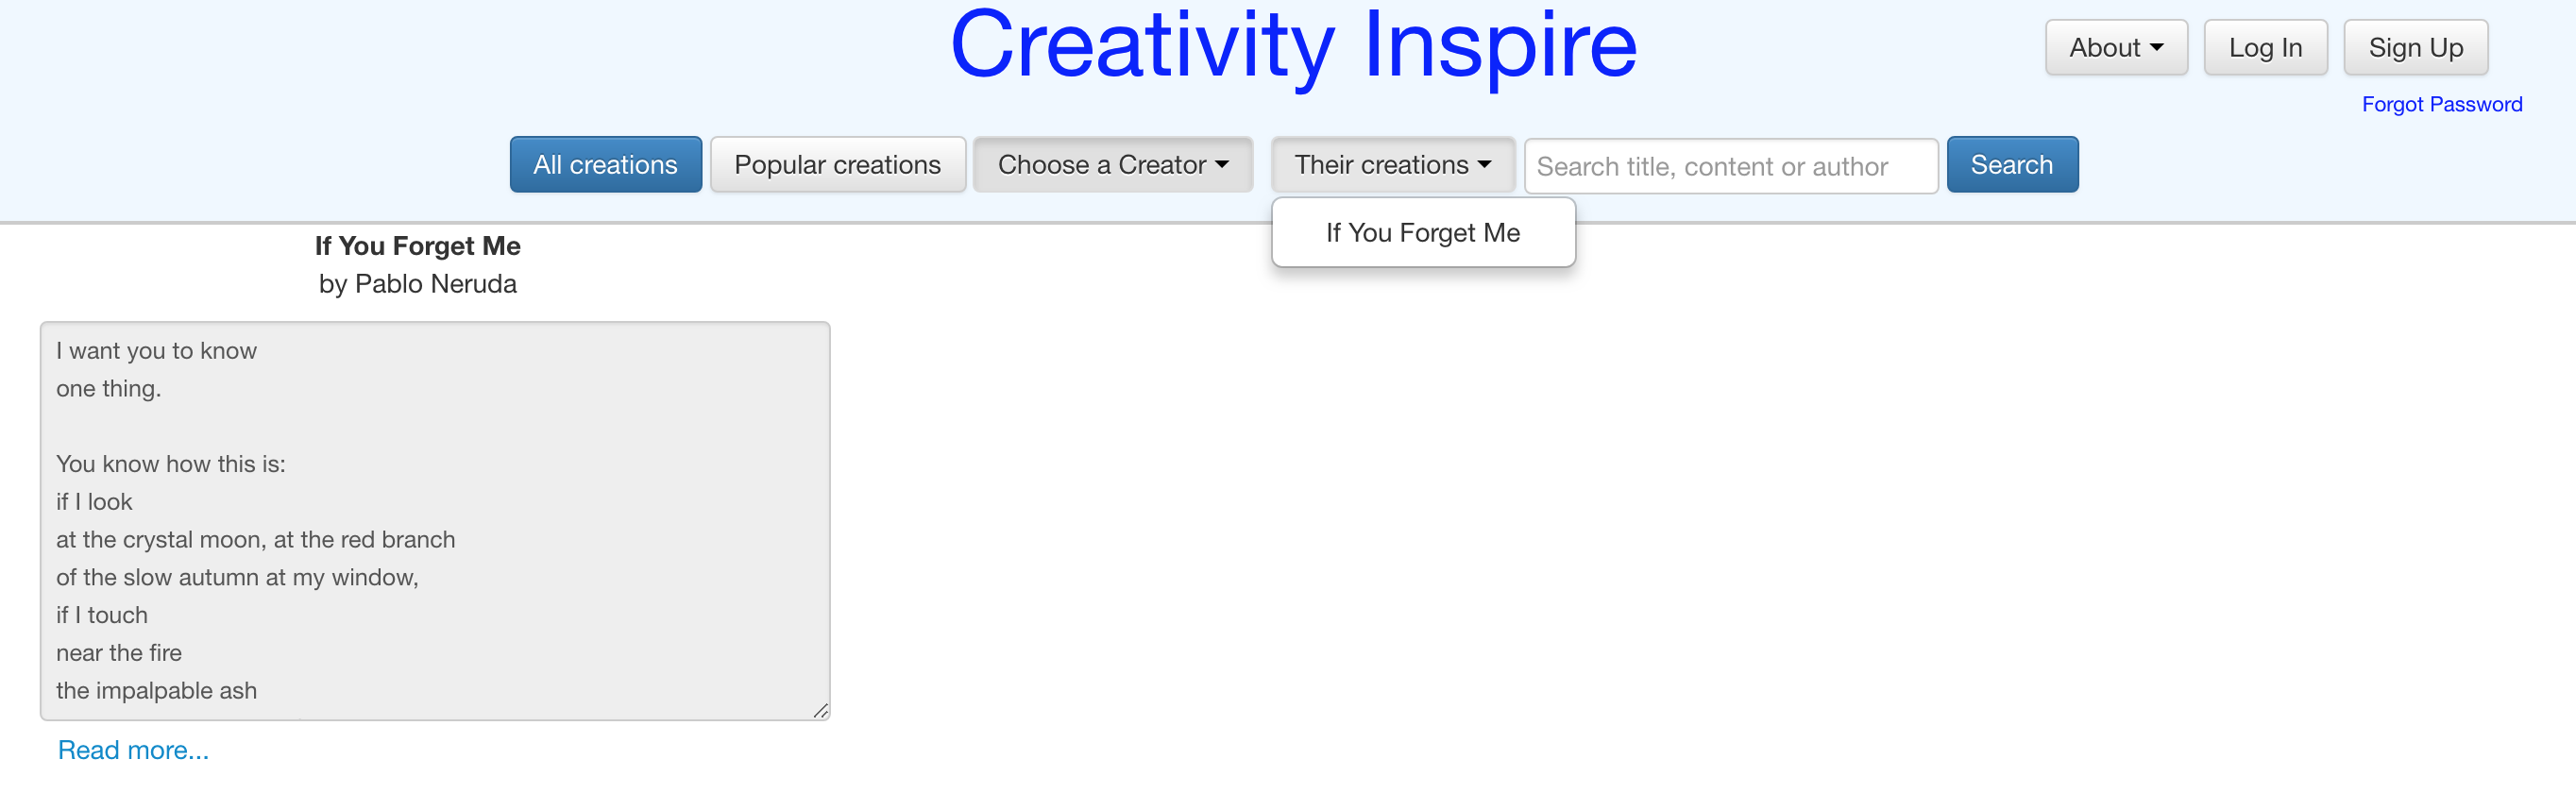 Creativity Inspire
About
Log In
Sign Up
Forgot Password
All creations
Popular creations
Choose a Creator
Their creations
Search title, content or author
Search
If You Forget Me
If You Forget Me
by Pablo Neruda
I want you to know
one thing.
You know how this is:
if I look
at the crystal moon, at the red branch
of the slow autumn at my window,
if I touch
near the fire
the impalpable ash
Read more...